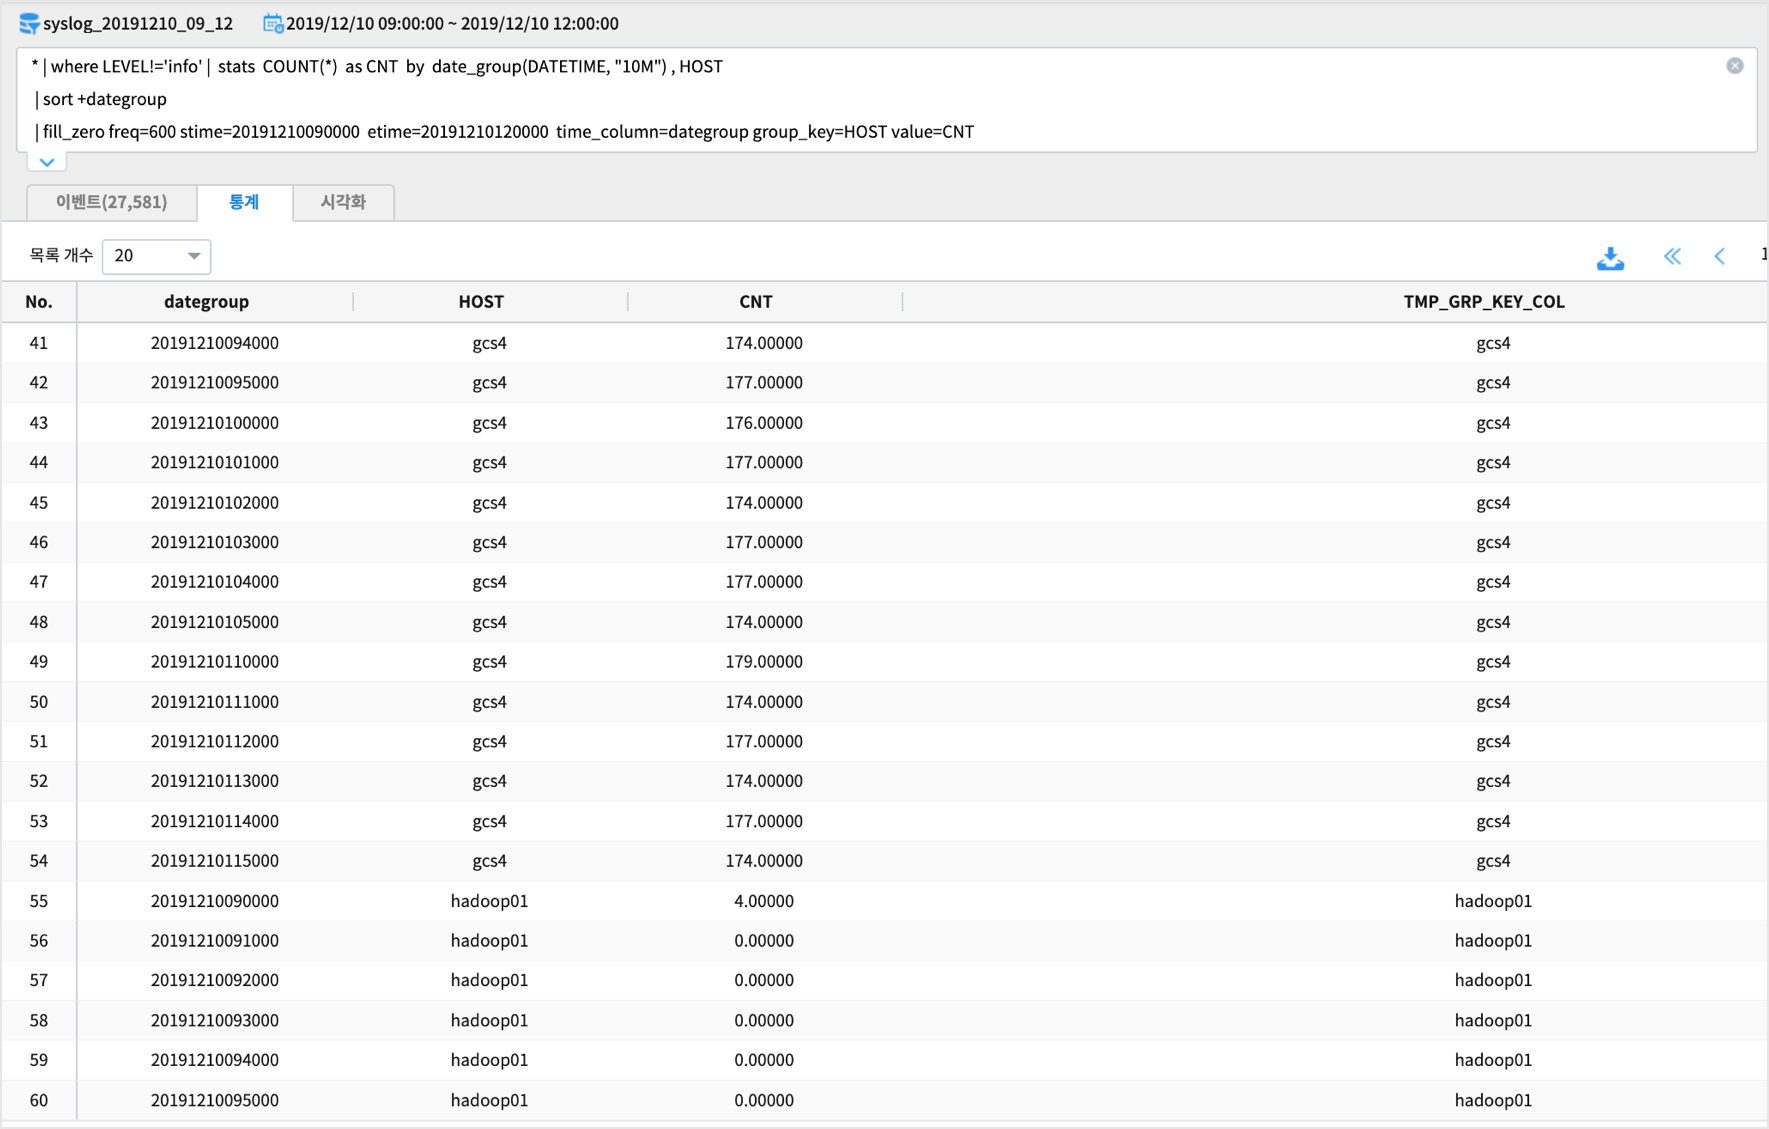 syslog_20191210_09_12 2019/12/10 09:00:00 ~ 2019/12/10 12:00:00
* | where LEVEL!='info' | stats COUNT(*) as CNT by date_group(DATETIME, "10M") , HOST
| sort +dategroup
| fill_zero freq=600 stime=20191210090000 etime=20191210120000 time_column=dategroup group_key=HOST value=CNT
이벤트(27,581) 통계 시각화
목록 개수 20 1
No. dategroup HOST CNT TMP_GRP_KEY_COL
41 20191210094000 gcs4 174.00000 gcs4
42 20191210095000 gcs4 177.00000 gcs4
43 20191210100000 gcs4 176.00000 gcs4
44 20191210101000 gcs4 177.00000 gcs4
45 20191210102000 gcs4 174.00000 gcs4
46 20191210103000 gcs4 177.00000 gcs4
47 20191210104000 gcs4 177.00000 gcs4
48 20191210105000 gcs4 174.00000 gcs4
49 20191210110000 gcs4 179.00000 gcs4
50 20191210111000 gcs4 174.00000 gcs4
51 20191210112000 gcs4 177.00000 gcs4
52 20191210113000 gcs4 174.00000 gcs4
53 20191210114000 gcs4 177.00000 gcs4
54 20191210115000 gcs4 174.00000 gcs4
55 20191210090000 hadoop01 4.00000 hadoop01
56 20191210091000 hadoop01 0.00000 hadoop01
57 20191210092000 hadoop01 0.00000 hadoop01
58 20191210093000 hadoop01 0.00000 hadoop01
59 20191210094000 hadoop01 0.00000 hadoop01
60 20191210095000 hadoop01 0.00000 hadoop01